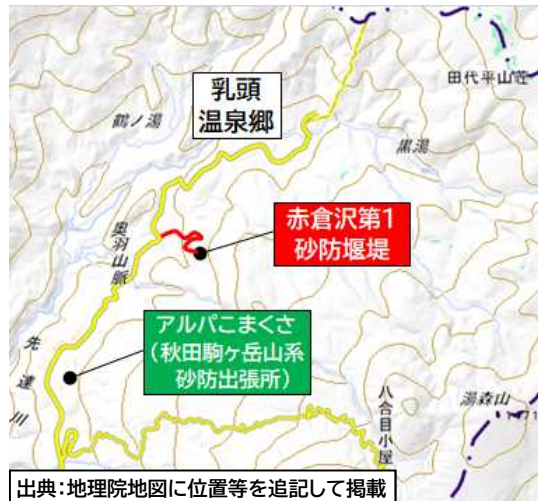 田代平山荘
乳頭
温泉郷
鶴ノ湯
黒湯
赤倉沢第1
砂防堰堤
奥羽山脈
アルパこまくさ
(秋田駒ヶ岳山系
砂防出張所)
先達川
八合目小屋
湯森山
出典:地理院地図に位置等を追記して掲載